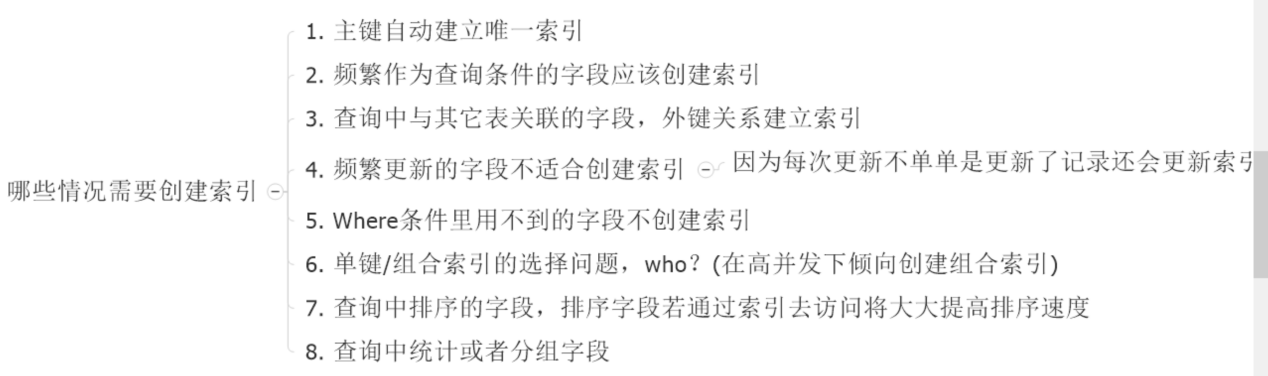 哪些情况需要创建索引
1. 主键自动建立唯一索引
2. 频繁作为查询条件的字段应该创建索引
3. 查询中与其它表关联的字段，外键关系建立索引
4. 频繁更新的字段不适合创建索引
因为每次更新不单单是更新了记录还会更新索引
5. Where条件里用不到的字段不创建索引
6. 单键/组合索引的选择问题，who？(在高并发下倾向创建组合索引)
7. 查询中排序的字段，排序字段若通过索引去访问将大大提高排序速度
8. 查询中统计或者分组字段